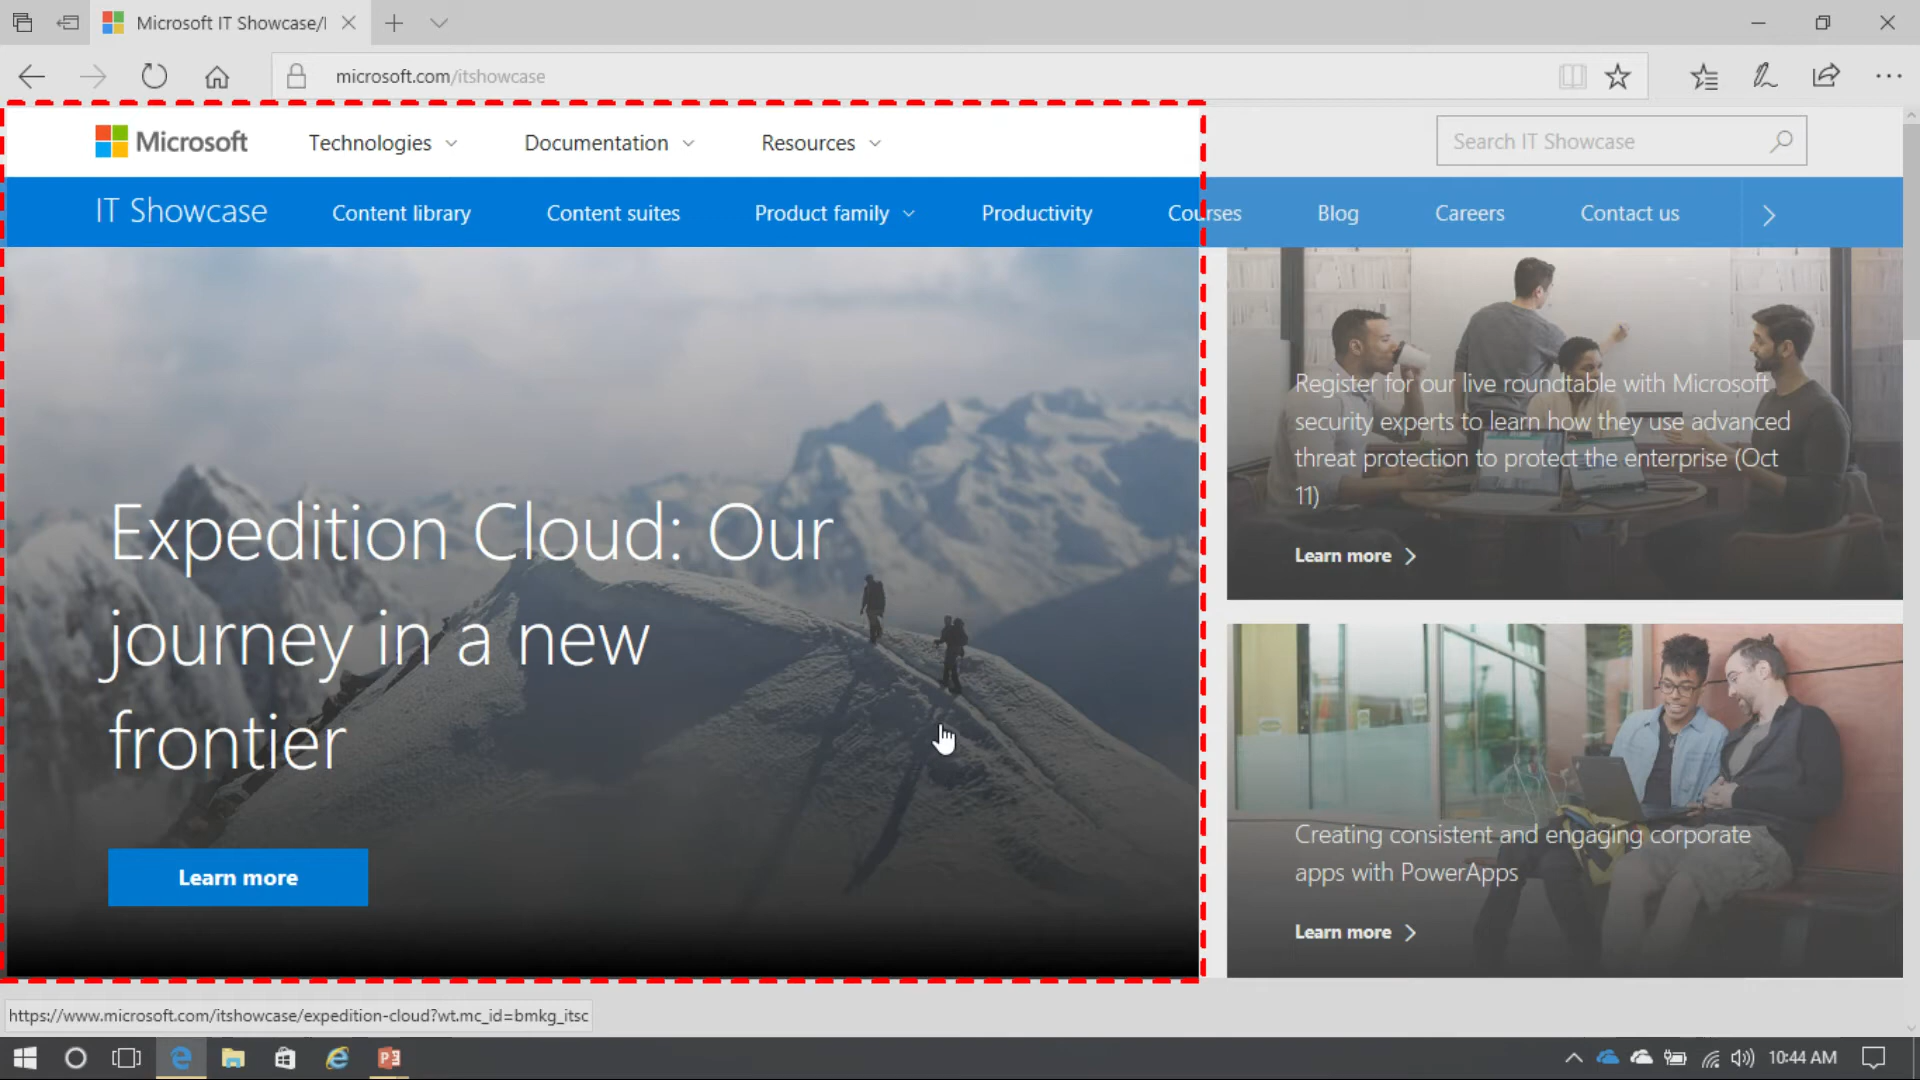 Microsoft IT Showcase/
microsoft.com/itshowcase
Microsoft Technologies Documentation Resources
Search IT Showcase
IT Showcase Content library Content suites Product family Productivity Courses Blog Careers Contact us
Expedition Cloud: Our
journey in a new
frontier
Learn more
Register for our live roundtable with Microsoft
security experts to learn how they use advanced
threat protection to protect the enterprise (Oct
11)
Learn more
Creating consistent and engaging corporate
apps with PowerApps
Learn more
https://www.microsoft.com/itshowcase/expedition-cloud?wt.mc_id=bmkg_itsc
10:44 AM